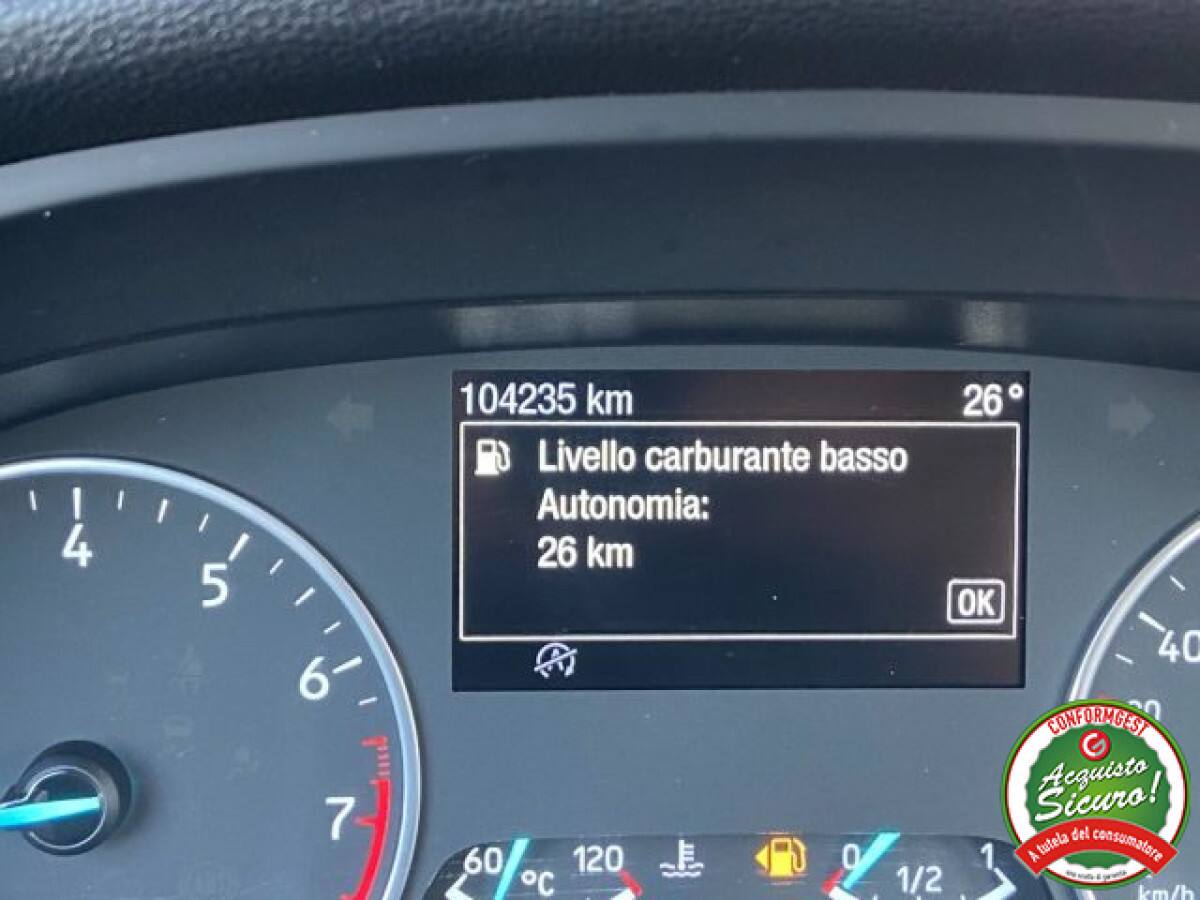 104235 km 26°
Livello carburante basso
Autonomia:
26 km
OK
4
5
6
7
60 °C 120
0 1/2 1
40
km/h
CONFORMGEST
G
Acquisto
Sicuro!
A tutela del consumatore